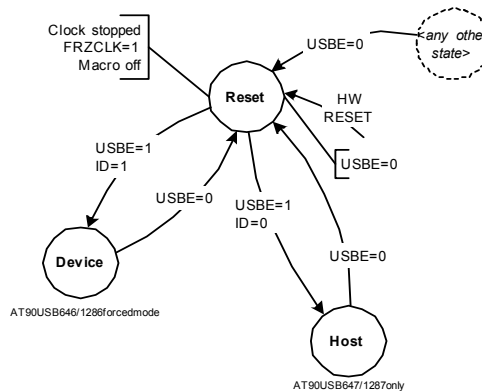 Clock stopped
FRZCLK=1
Macro off
USBE=0
<any othe
state>
Reset
HW
RESET
USBE=0
USBE=1
ID=1
USBE=0
USBE=1
ID=0
Device
USBE=0
AT90USB646/1286forcedmode
Host
AT90USB647/1287only